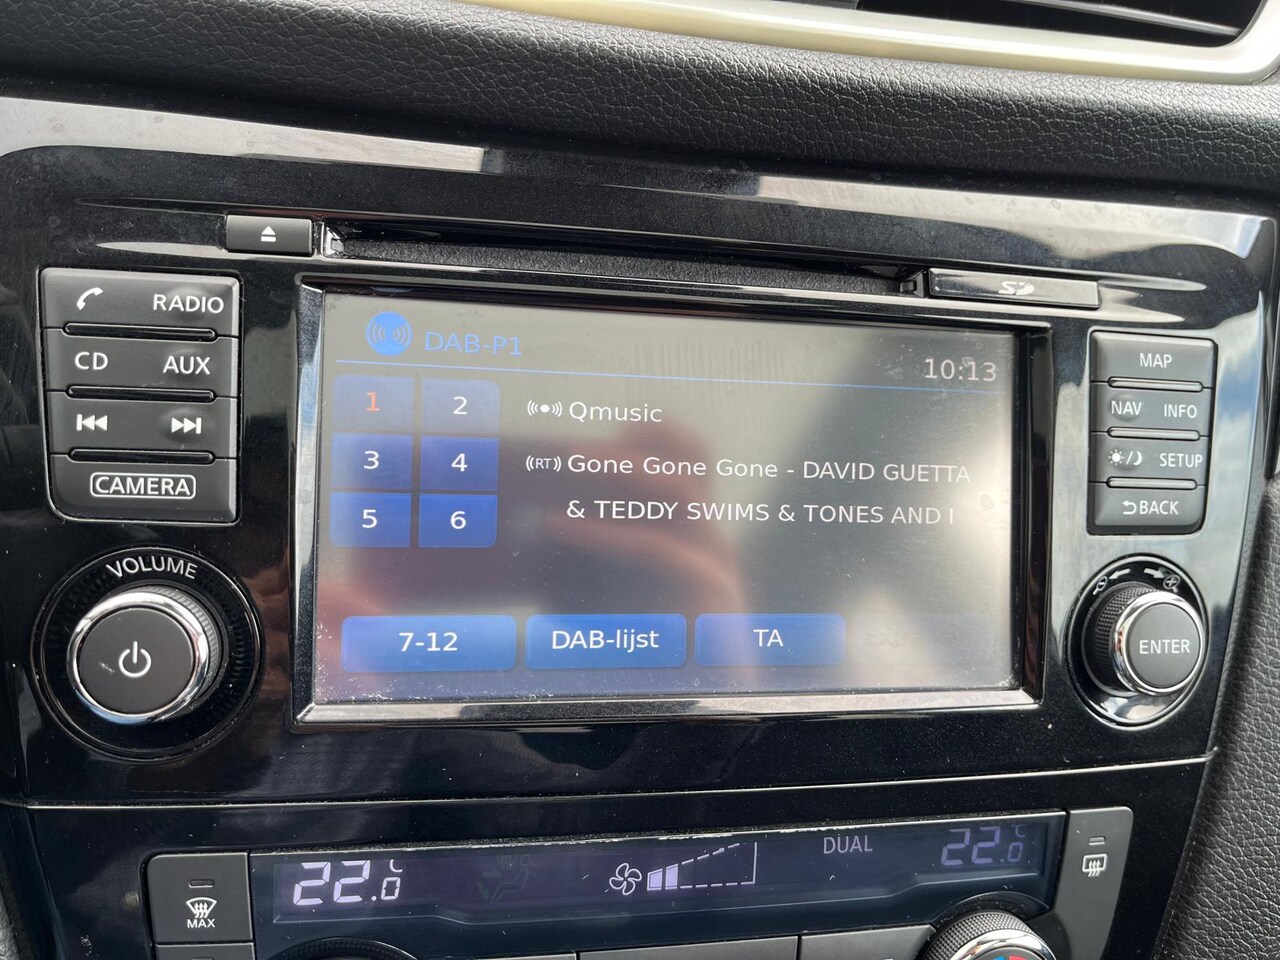 RADIO
CD AUX
CAMERA
VOLUME
DAB-P1
10:13
1 2
3 4
5 6
Qmusic
(RT) Gone Gone Gone - DAVID GUETTA
& TEDDY SWIMS & TONES AND I
7-12 DAB-lijst TA
SD
MAP
NAV INFO
SETUP
BACK
ENTER
MAX
22.0 °C
DUAL
22.0 °C